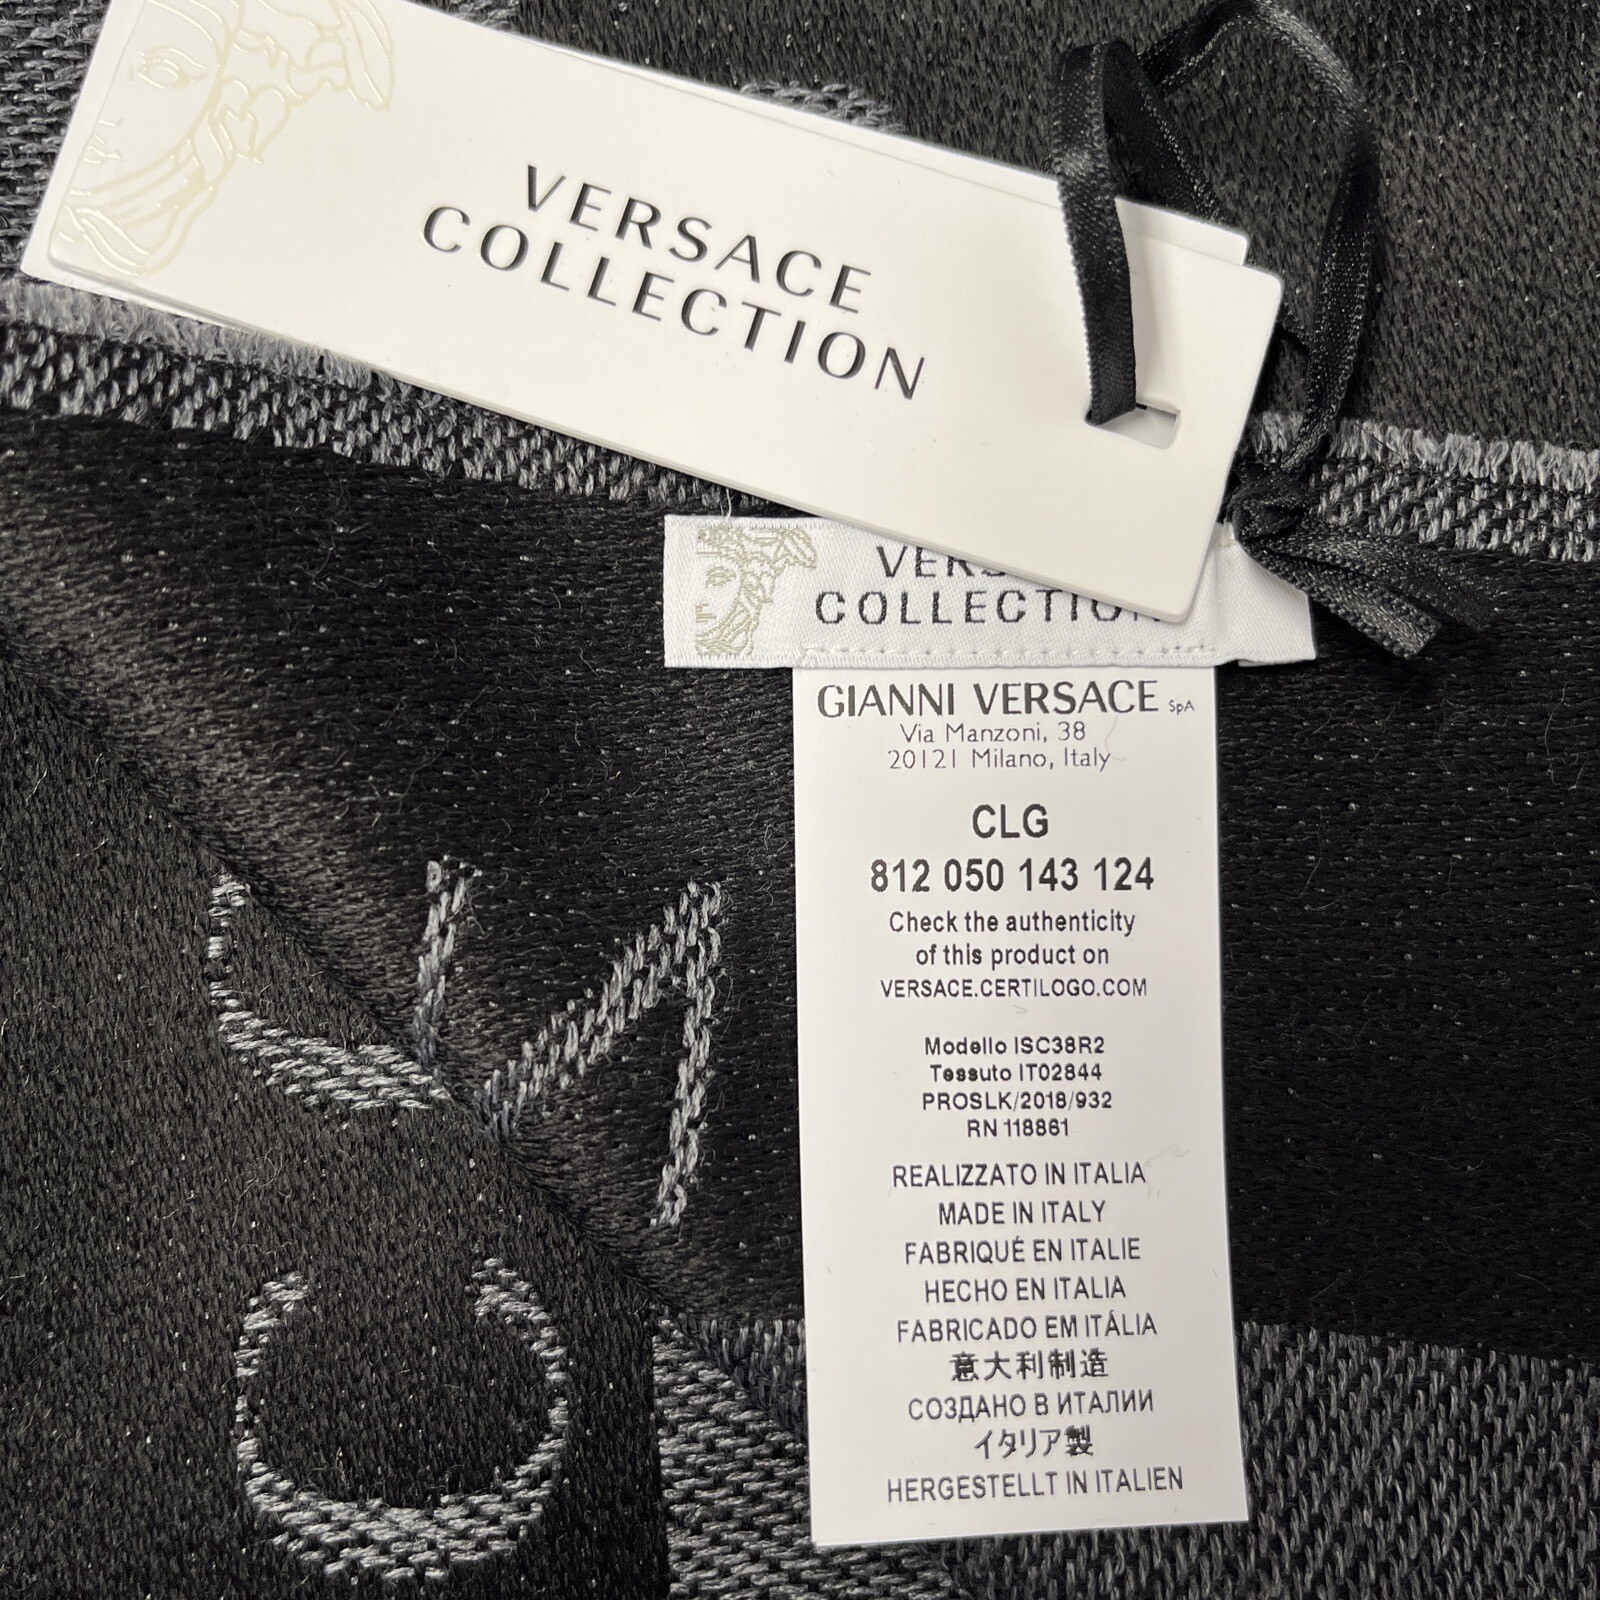 VERSACE
COLLECTION
COLLECTION
GIANNI VERSACE SpA
Via Manzoni, 38
20121 Milano, Italy
CLG
812 050 143 124
Check the authenticity
of this product on
VERSACE.CERTILOGO.COM
Modello ISC38R2
Tessuto IT02844
PROSLK/2018/932
RN 118861
REALIZZATO IN ITALIA
MADE IN ITALY
FABRIQUÉ EN ITALIE
HECHO EN ITALIA
FABRICADO EM ITÁLIA
意大利制造
СОЗДАНО В ИТАЛИИ
イタリア製
HERGESTELLT IN ITALIEN